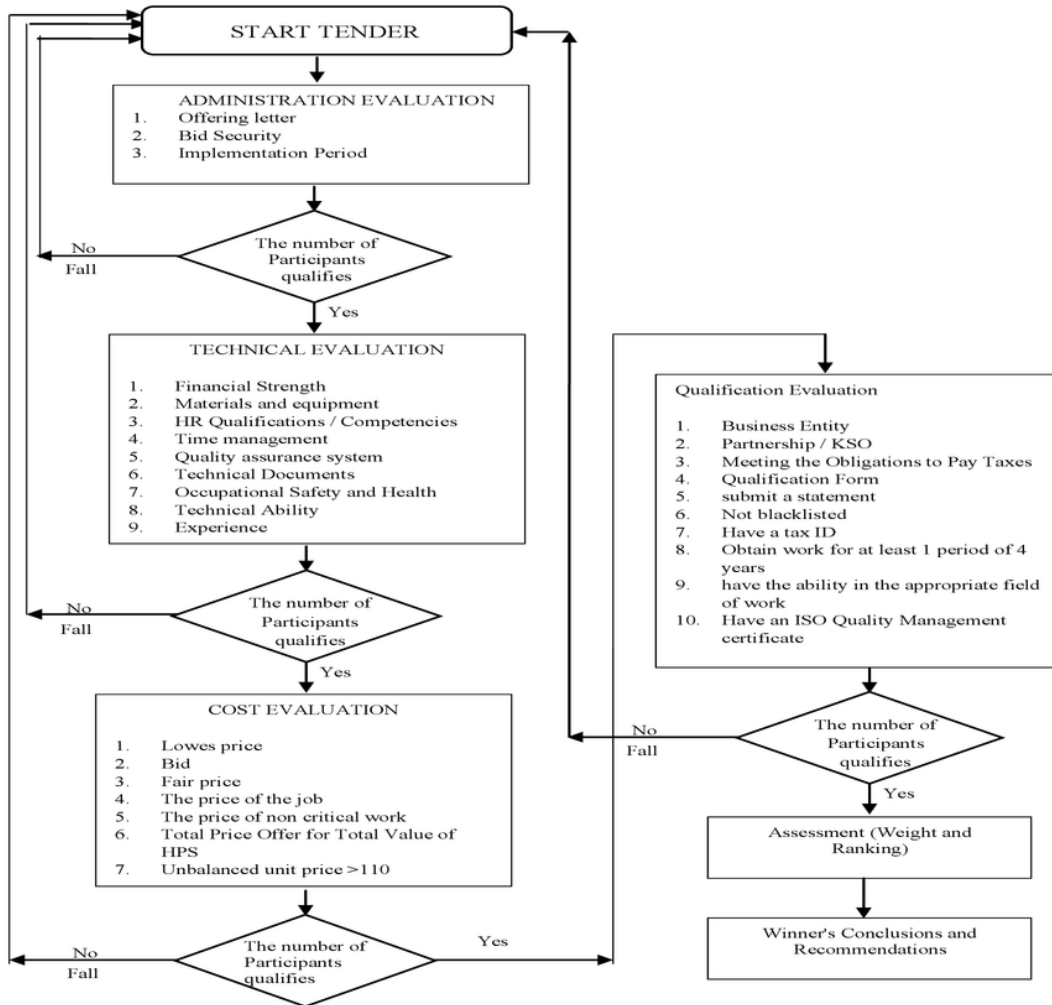 START TENDER
ADMINISTRATION EVALUATION
1. Offering letter
2. Bid Security
3. Implementation Period
The number of
Participants
qualifies
No
Fall
Yes
TECHNICAL EVALUATION
1. Financial Strength
2. Materials and equipment
3. HR Qualifications / Competencies
4. Time management
5. Quality assurance system
6. Technical Documents
7. Occupational Safety and Health
8. Technical Ability
9. Experience
The number of
Participants
qualifies
No
Fall
Yes
COST EVALUATION
1. Lowes price
2. Bid
3. Fair price
4. The price of the job
5. The price of non critical work
6. Total Price Offer for Total Value of
HPS
7. Unbalanced unit price >110
The number of
Participants
qualifies
No
Fall
Yes
Qualification Evaluation
1. Business Entity
2. Partnership / KSO
3. Meeting the Obligations to Pay Taxes
4. Qualification Form
5. submit a statement
6. Not blacklisted
7. Have a tax ID
8. Obtain work for at least 1 period of 4
years
9. have the ability in the appropriate field
of work
10. Have an ISO Quality Management
certificate
The number of
Participants
qualifies
No
Fall
Yes
Assessment (Weight and
Ranking)
Winner's Conclusions and
Recommendations